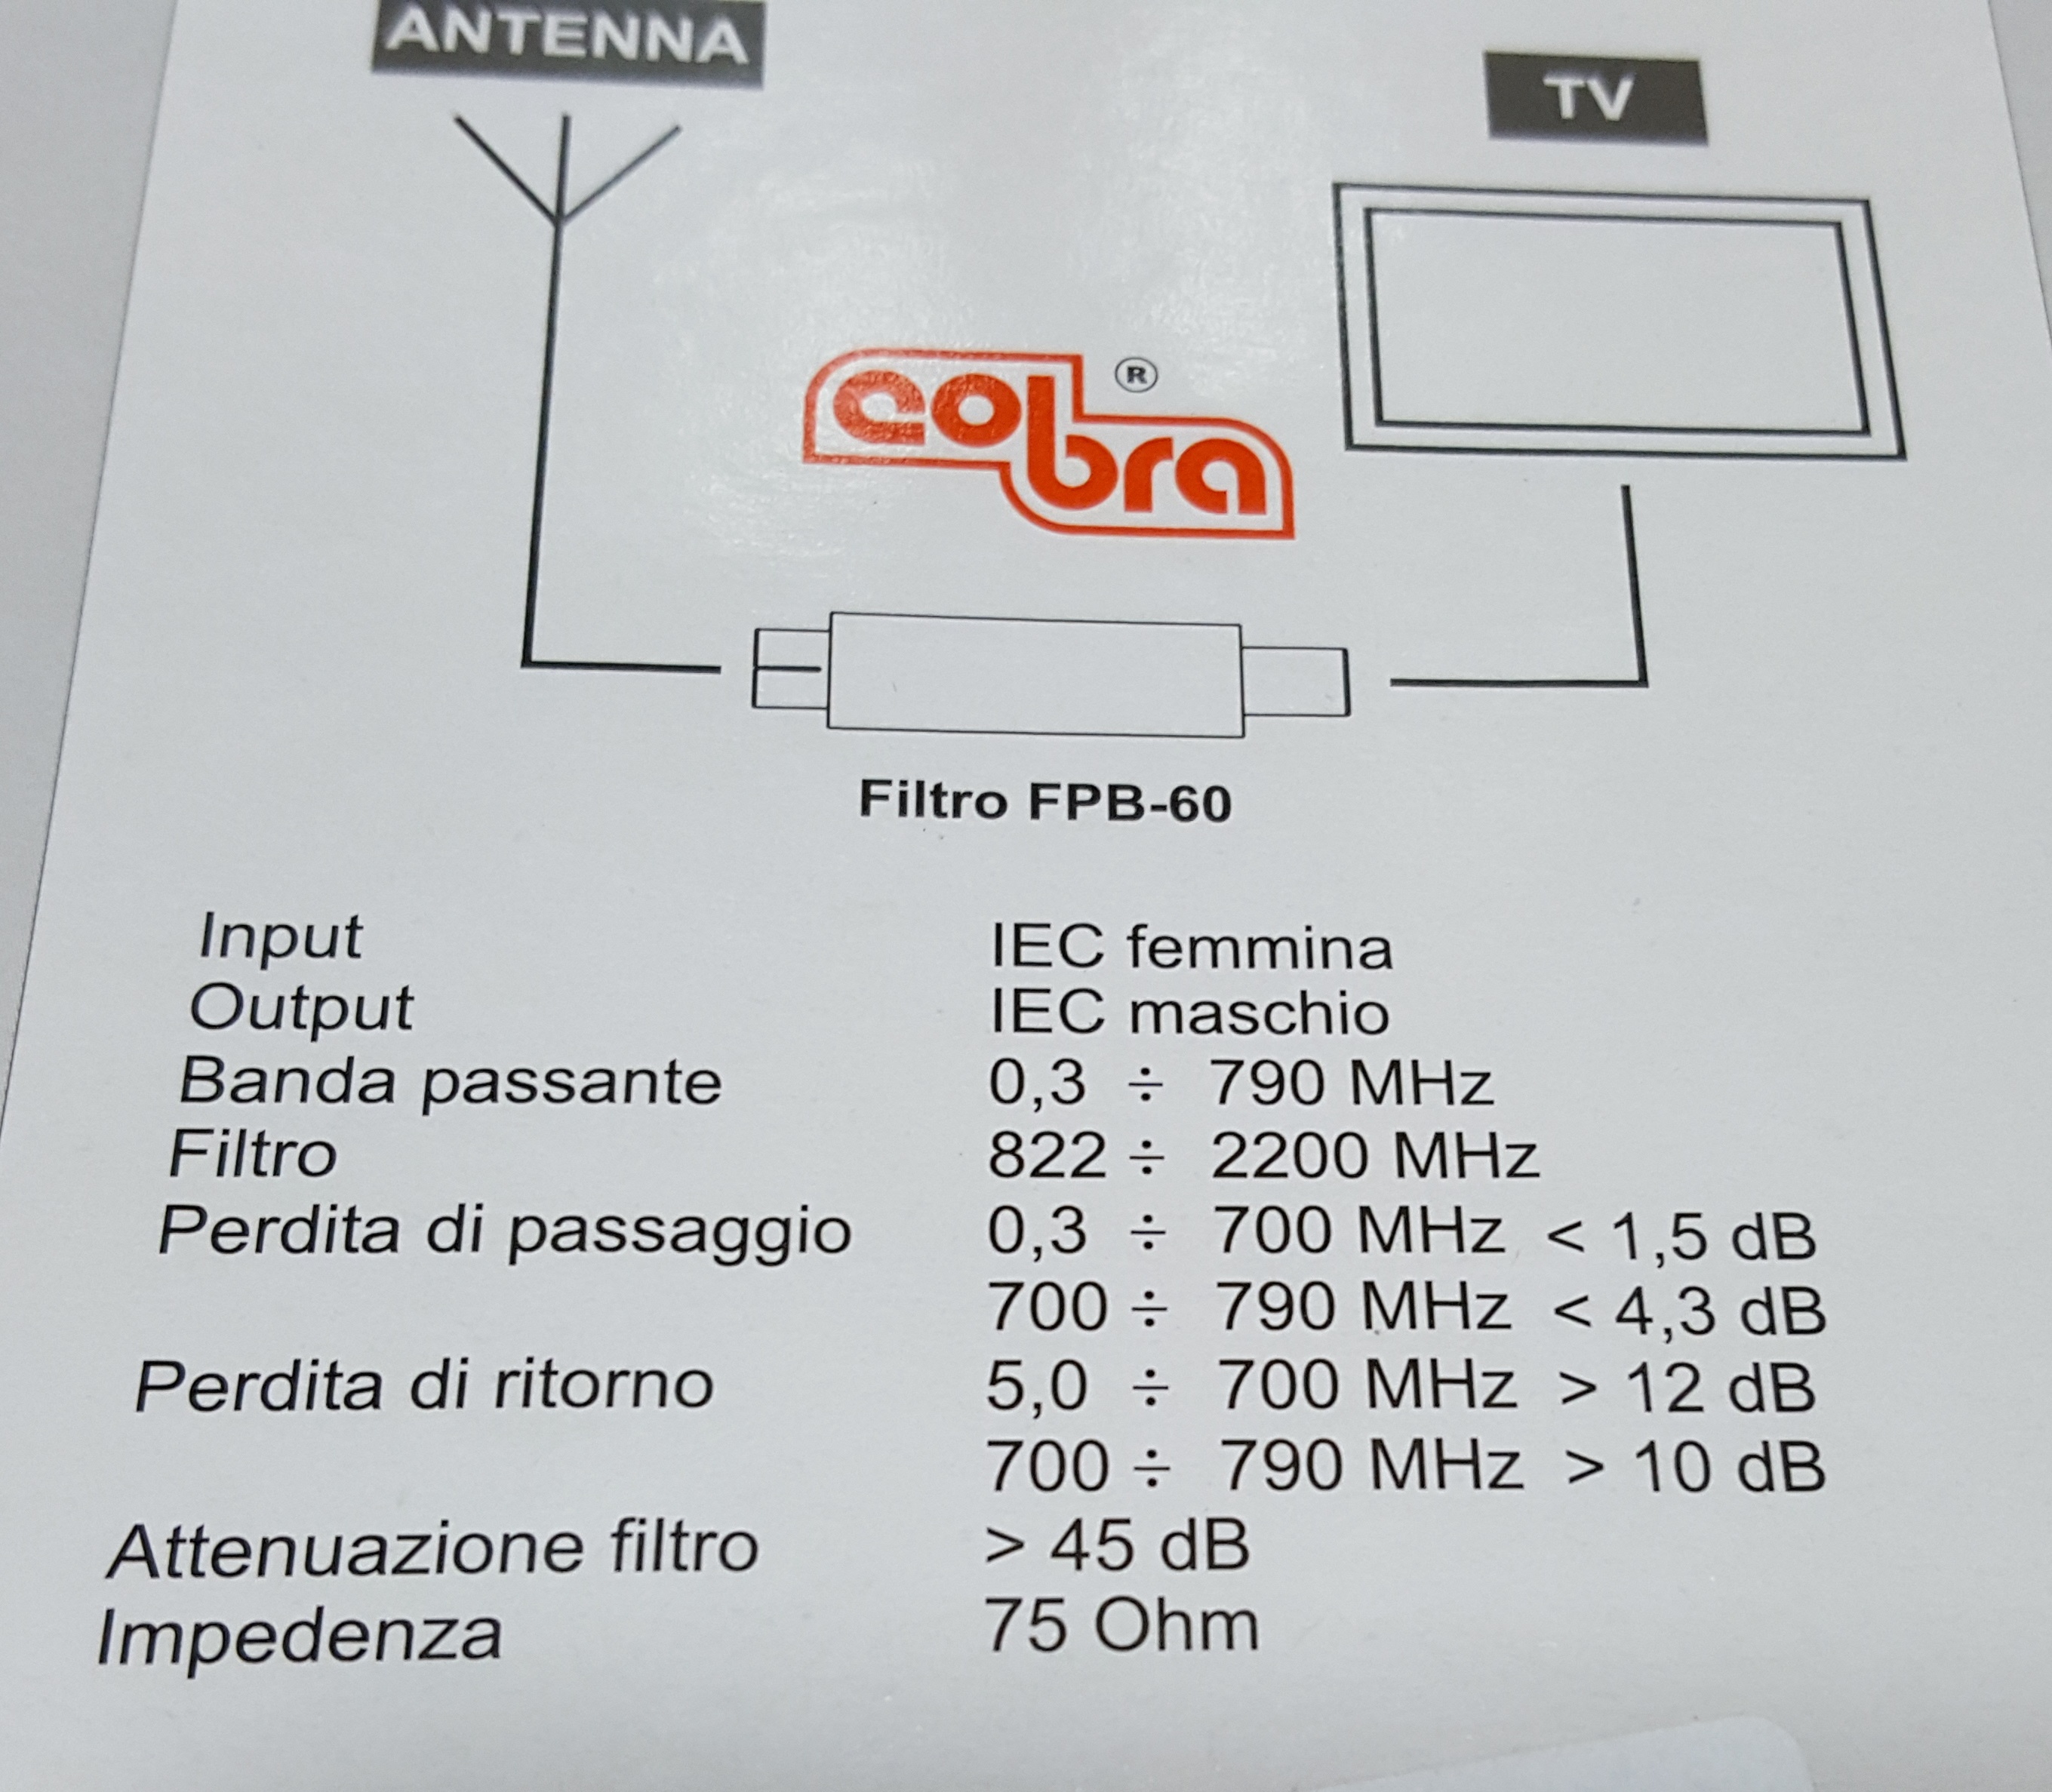 ANTENNA
TV
cobra ®
Filtro FPB-60
Input IEC femmina
Output IEC maschio
Banda passante 0,3 ÷ 790 MHz
Filtro 822 ÷ 2200 MHz
Perdita di passaggio 0,3 ÷ 700 MHz < 1,5 dB
700 ÷ 790 MHz < 4,3 dB
Perdita di ritorno 5,0 ÷ 700 MHz > 12 dB
700 ÷ 790 MHz > 10 dB
Attenuazione filtro > 45 dB
Impedenza 75 Ohm